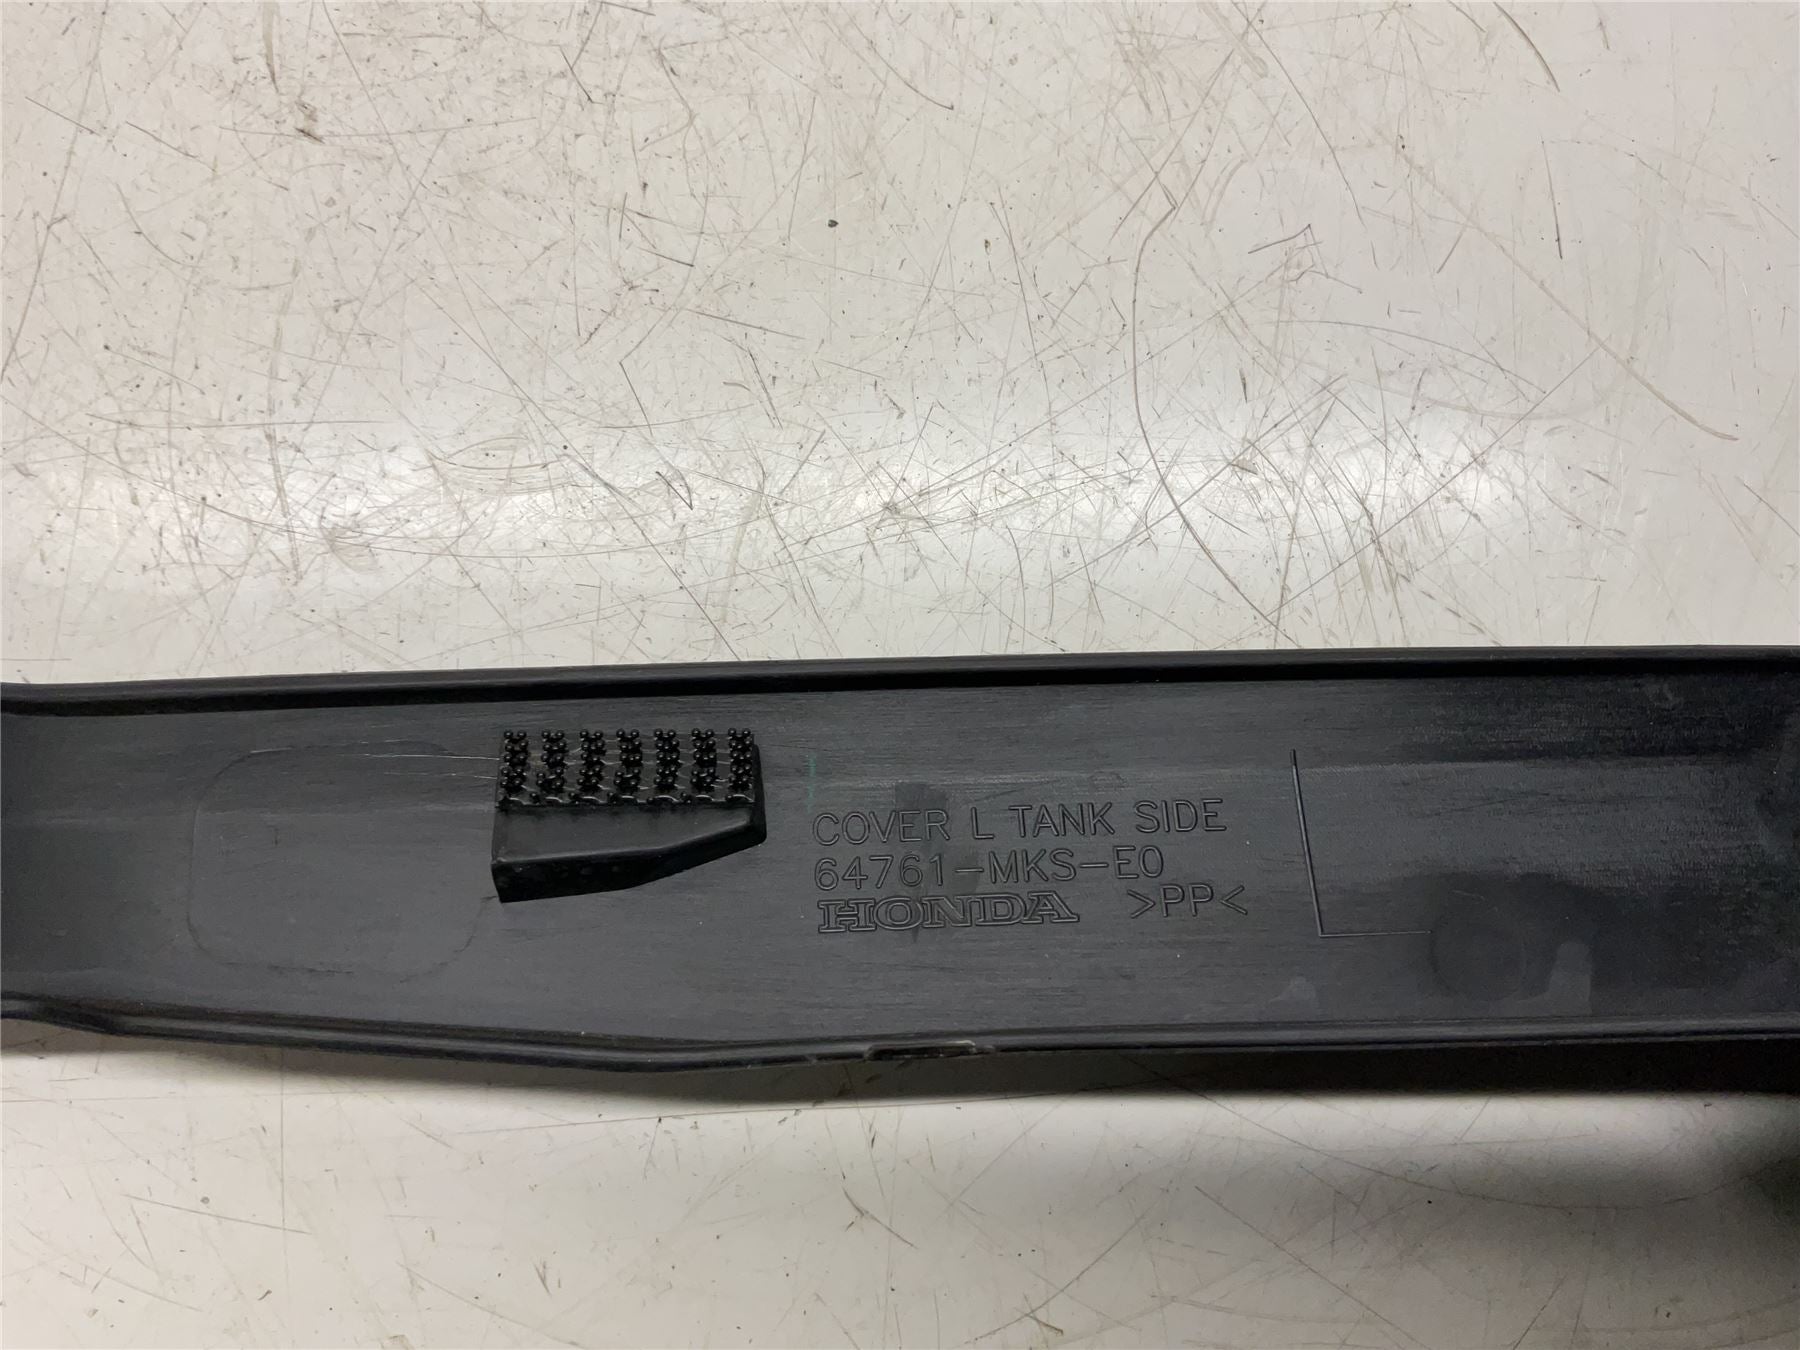 COVER L TANK SIDE
64761-MKS-E0
HONDA >PP<